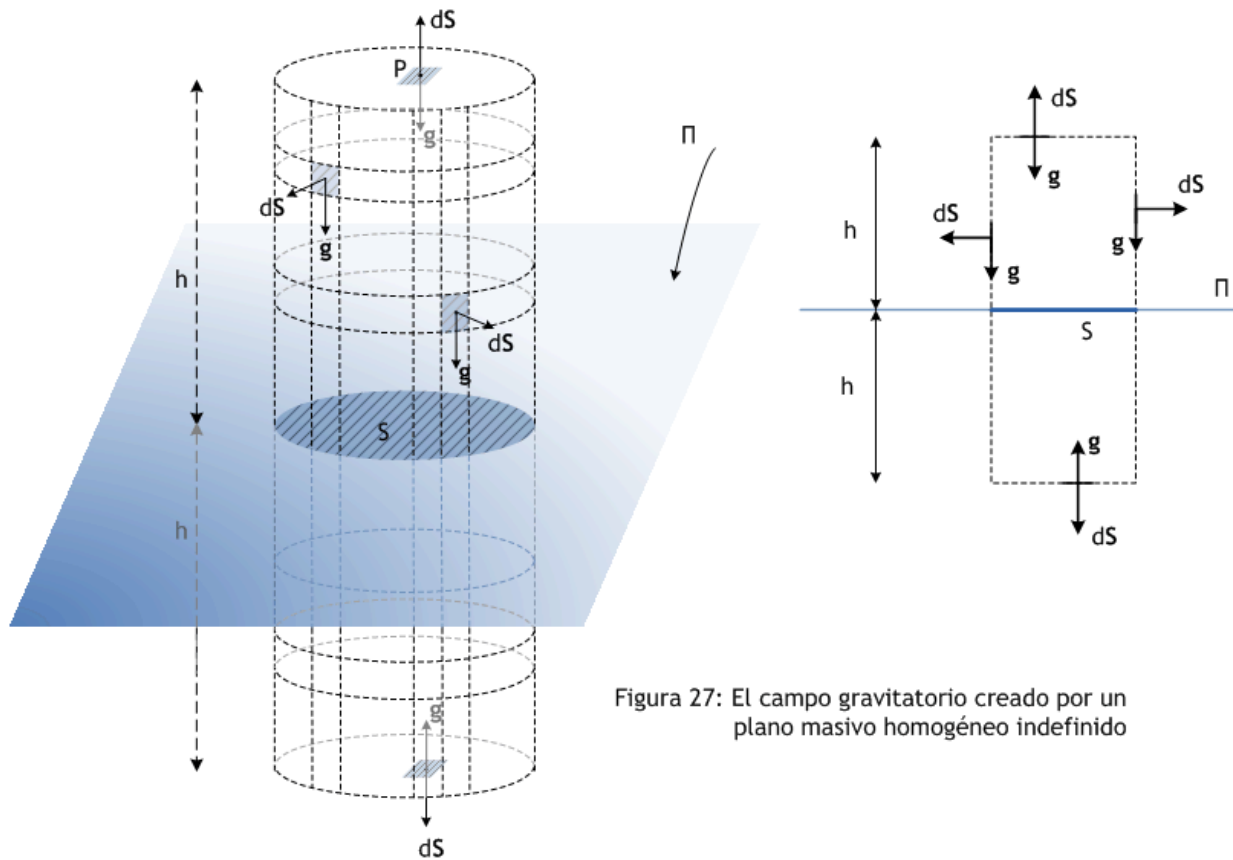 dS
P
g
Π
dS
g
h
dS
g
S
h
g
dS
dS
g
h
dS
dS
g
g
Π
S
h
g
dS
Figura 27: El campo gravitatorio creado por un
plano masivo homogéneo indefinido